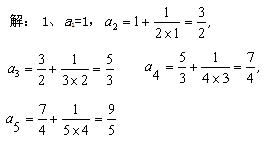 解: 1、a₁=1, a₂ = 1 + 1/(2×1) = 3/2,
a₃ = 3/2 + 1/(3×2) = 5/3 a₄ = 5/3 + 1/(4×3) = 7/4,
a₅ = 7/4 + 1/(5×4) = 9/5